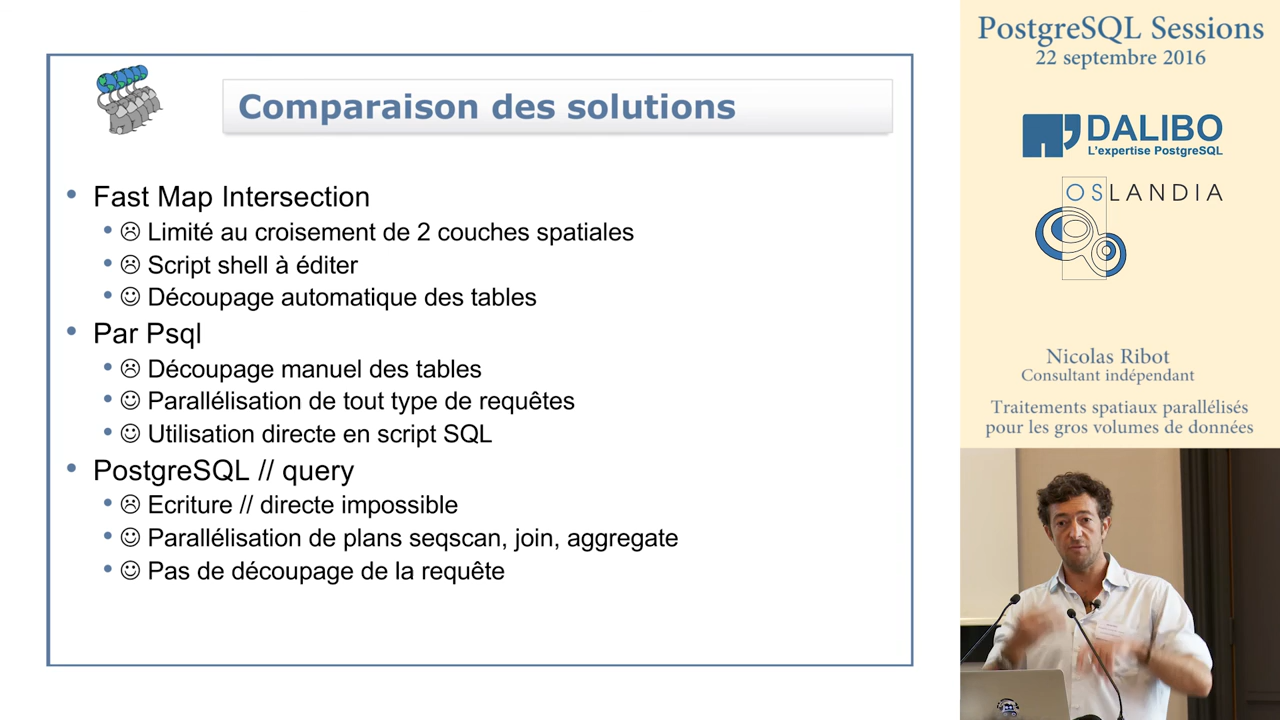 Comparaison des solutions
Fast Map Intersection
☹ Limité au croisement de 2 couches spatiales
☹ Script shell à éditer
☺ Découpage automatique des tables
Par Psql
☹ Découpage manuel des tables
☺ Parallélisation de tout type de requêtes
☺ Utilisation directe en script SQL
PostgreSQL // query
☹ Ecriture // directe impossible
☺ Parallélisation de plans seqscan, join, aggregate
☺ Pas de découpage de la requête
PostgreSQL Sessions
22 septembre 2016
DALIBO
L'expertise PostgreSQL
OSLANDIA
Nicolas Ribot
Consultant indépendant
Traitements spatiaux parallélisés
pour les gros volumes de données